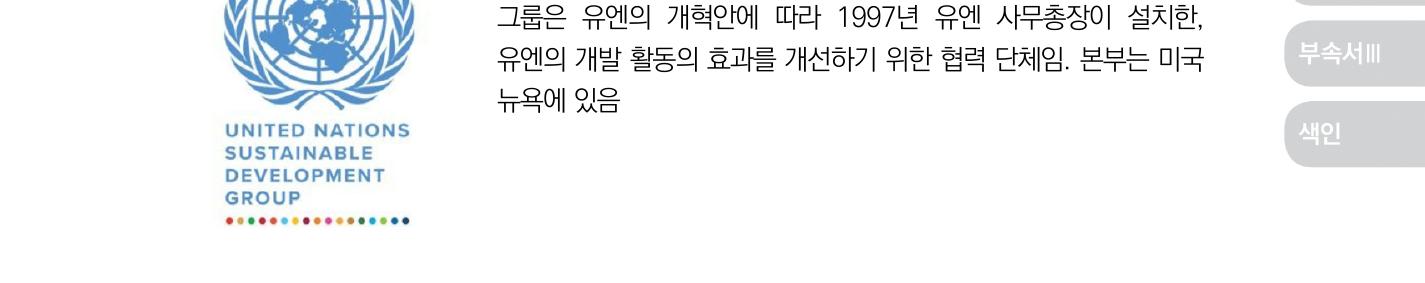 그룹은 유엔의 개혁안에 따라 1997년 유엔 사무총장이 설치한,
유엔의 개발 활동의 효과를 개선하기 위한 협력 단체임. 본부는 미국
뉴욕에 있음
UNITED NATIONS
SUSTAINABLE
DEVELOPMENT
GROUP
부속서Ⅲ
색인